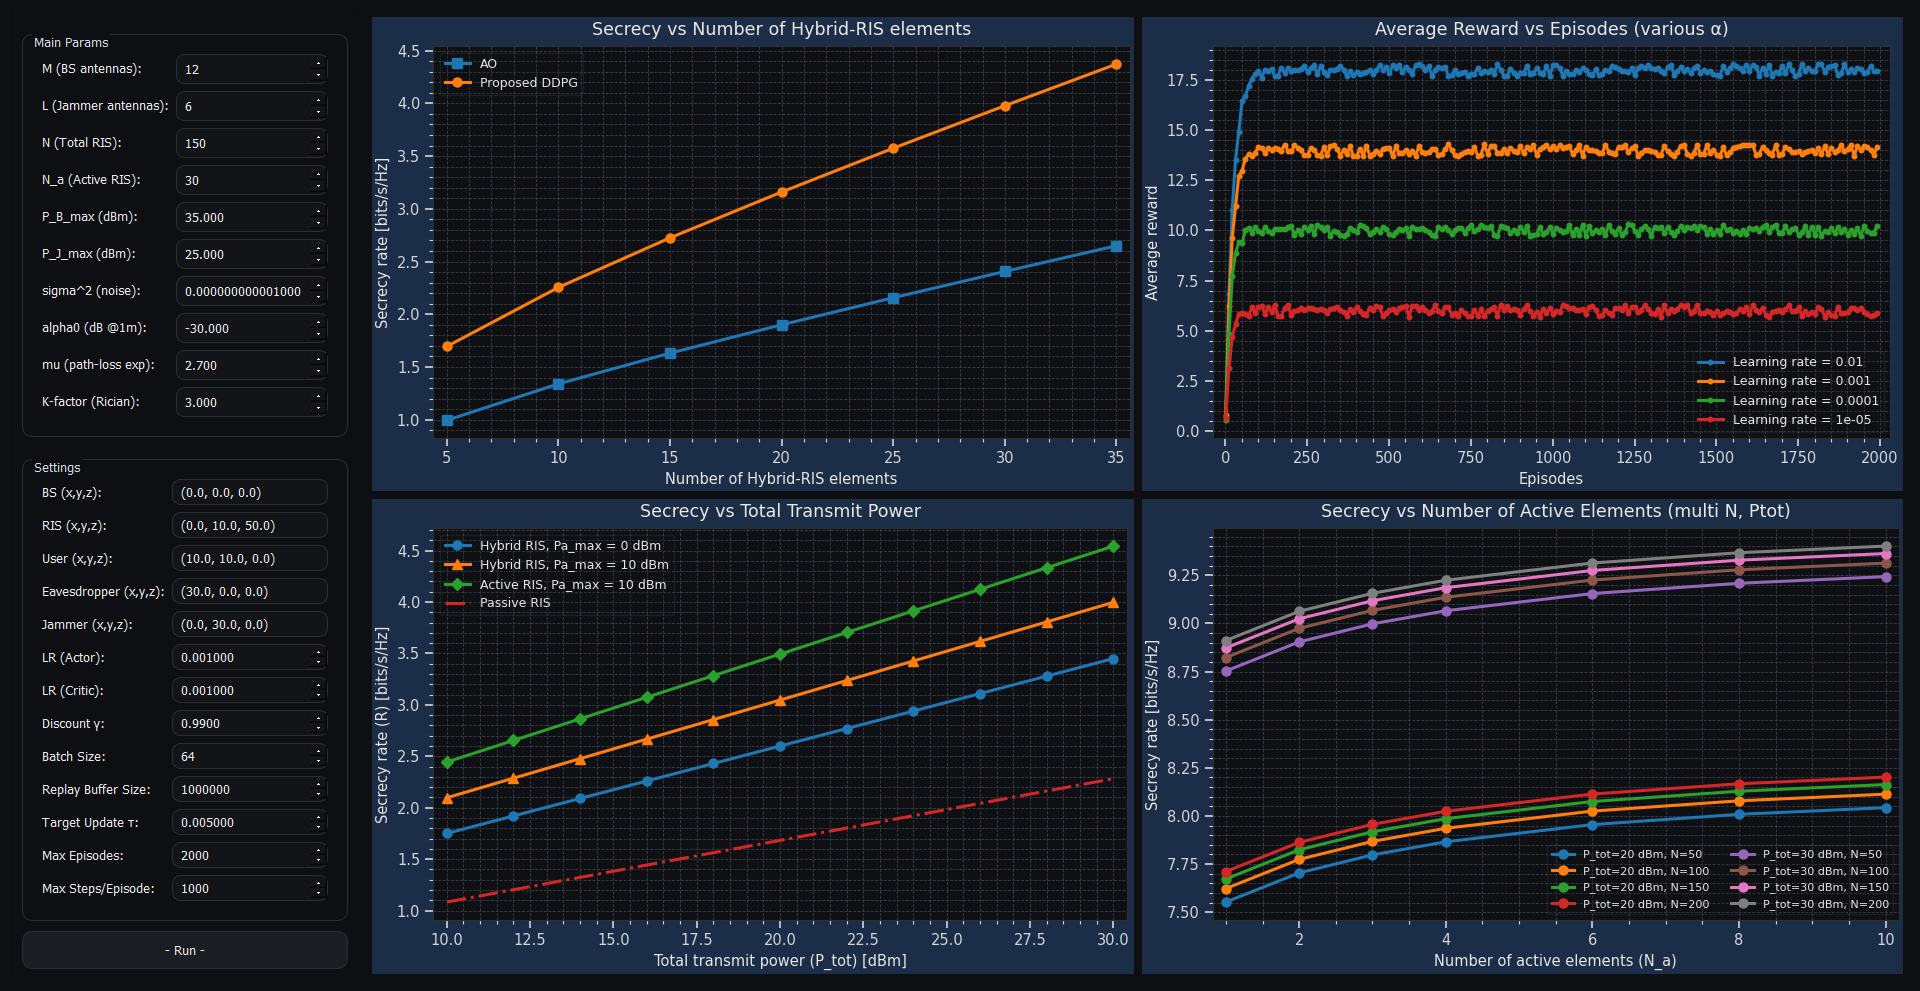 Main Params
M (BS antennas): 12
L (Jammer antennas): 6
N (Total RIS): 150
N_a (Active RIS): 30
P_B_max (dBm): 35.000
P_J_max (dBm): 25.000
sigma^2 (noise): 0.000000000001000
alpha0 (dB @1m): -30.000
mu (path-loss exp): 2.700
K-factor (Rician): 3.000
Settings
BS (x,y,z): (0.0, 0.0, 0.0)
RIS (x,y,z): (0.0, 10.0, 50.0)
User (x,y,z): (10.0, 10.0, 0.0)
Eavesdropper (x,y,z): (30.0, 0.0, 0.0)
Jammer (x,y,z): (0.0, 30.0, 0.0)
LR (Actor): 0.001000
LR (Critic): 0.001000
Discount γ: 0.9900
Batch Size: 64
Replay Buffer Size: 1000000
Target Update τ: 0.005000
Max Episodes: 2000
Max Steps/Episode: 1000
- Run -
Secrecy vs Number of Hybrid-RIS elements
AO
Proposed DDPG
Secrecy rate [bits/s/Hz]
4.5
4.0
3.5
3.0
2.5
2.0
1.5
1.0
5 10 15 20 25 30 35
Number of Hybrid-RIS elements
Average Reward vs Episodes (various α)
Average reward
17.5
15.0
12.5
10.0
7.5
5.0
2.5
0.0
Learning rate = 0.01
Learning rate = 0.001
Learning rate = 0.0001
Learning rate = 1e-05
0 250 500 750 1000 1250 1500 1750 2000
Episodes
Secrecy vs Total Transmit Power
Hybrid RIS, Pa_max = 0 dBm
Hybrid RIS, Pa_max = 10 dBm
Active RIS, Pa_max = 10 dBm
Passive RIS
Secrecy rate (R) [bits/s/Hz]
4.5
4.0
3.5
3.0
2.5
2.0
1.5
1.0
10.0 12.5 15.0 17.5 20.0 22.5 25.0 27.5 30.0
Total transmit power (P_tot) [dBm]
Secrecy vs Number of Active Elements (multi N, Ptot)
Secrecy rate [bits/s/Hz]
9.25
9.00
8.75
8.50
8.25
8.00
7.75
7.50
P_tot=20 dBm, N=50
P_tot=20 dBm, N=100
P_tot=20 dBm, N=150
P_tot=20 dBm, N=200
P_tot=30 dBm, N=50
P_tot=30 dBm, N=100
P_tot=30 dBm, N=150
P_tot=30 dBm, N=200
2 4 6 8 10
Number of active elements (N_a)